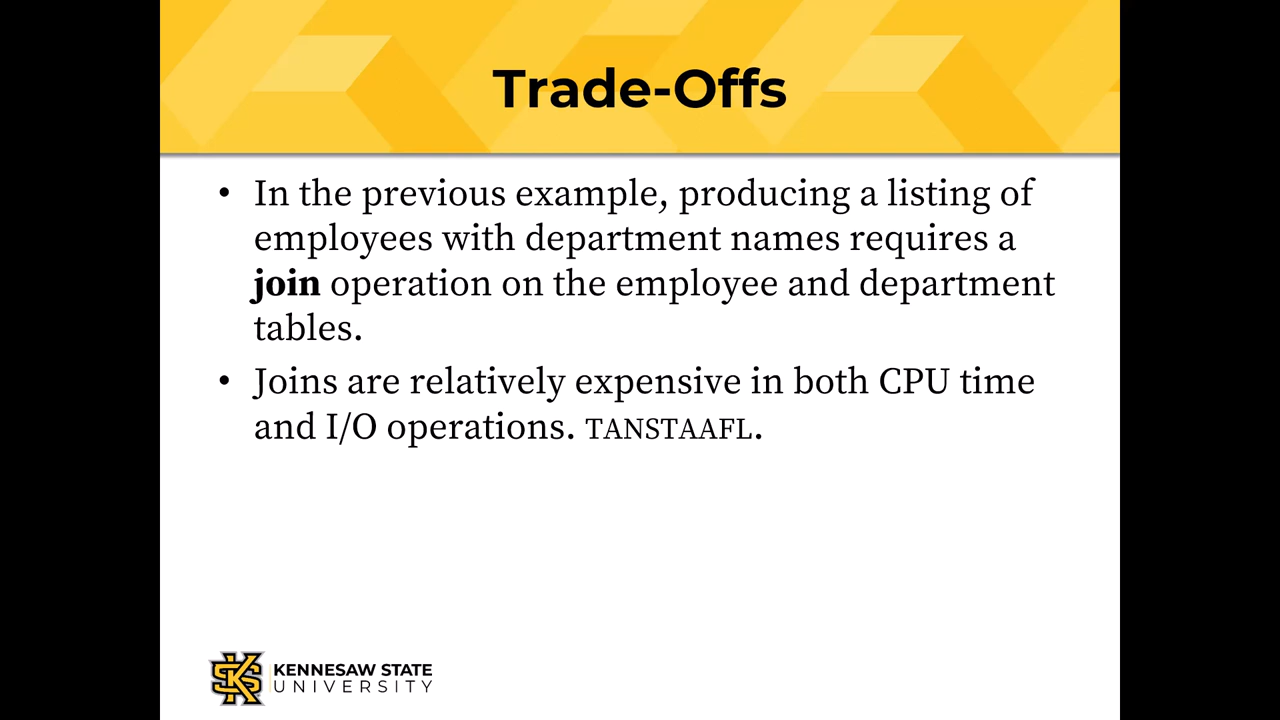 Trade-Offs
• In the previous example, producing a listing of
employees with department names requires a
join operation on the employee and department
tables.
• Joins are relatively expensive in both CPU time
and I/O operations. TANSTAAFL.
KENNESAW STATE
UNIVERSITY